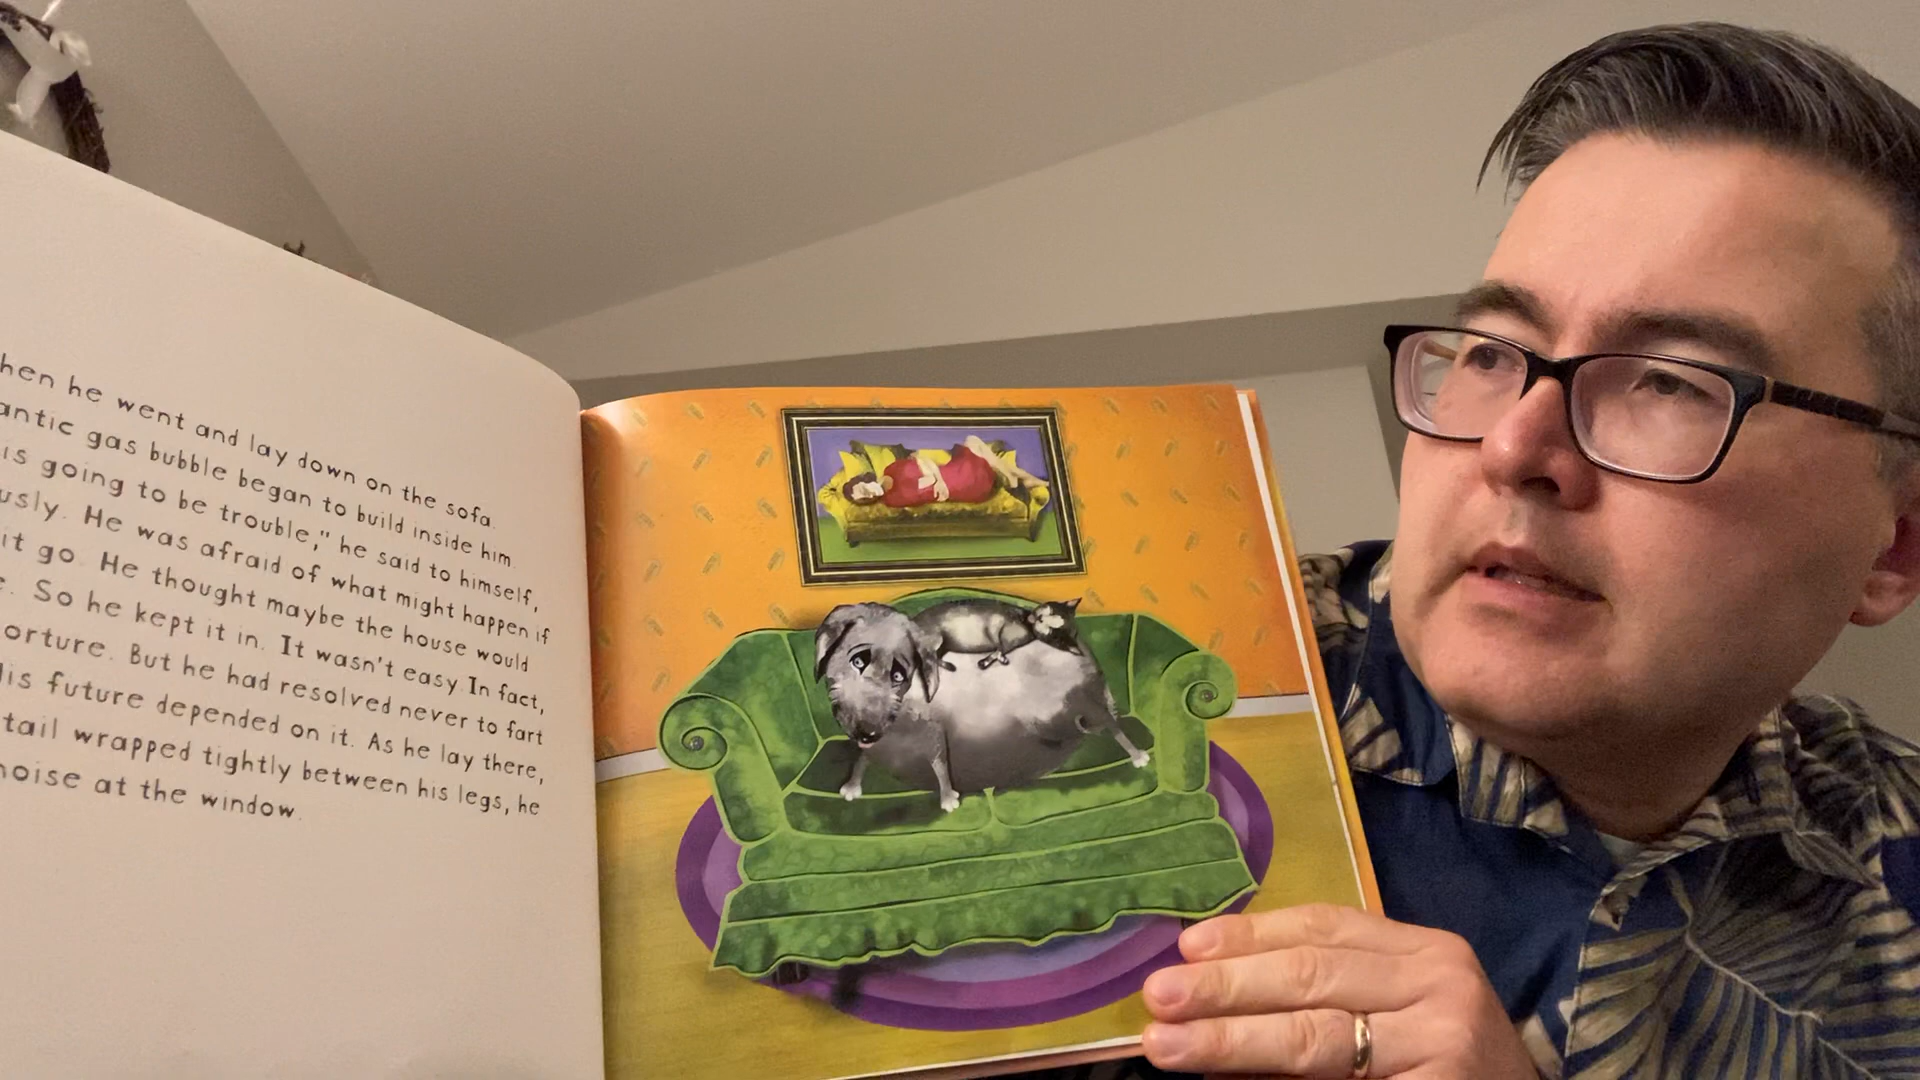 hen he went and lay down on the sofa.
antic gas bubble began to build inside him.
is going to be trouble," he said to himself,
usly. He was afraid of what might happen if
it go. He thought maybe the house would
e. So he kept it in. It wasn't easy. In fact,
orture. But he had resolved never to fart
His future depended on it. As he lay there,
tail wrapped tightly between his legs, he
noise at the window.